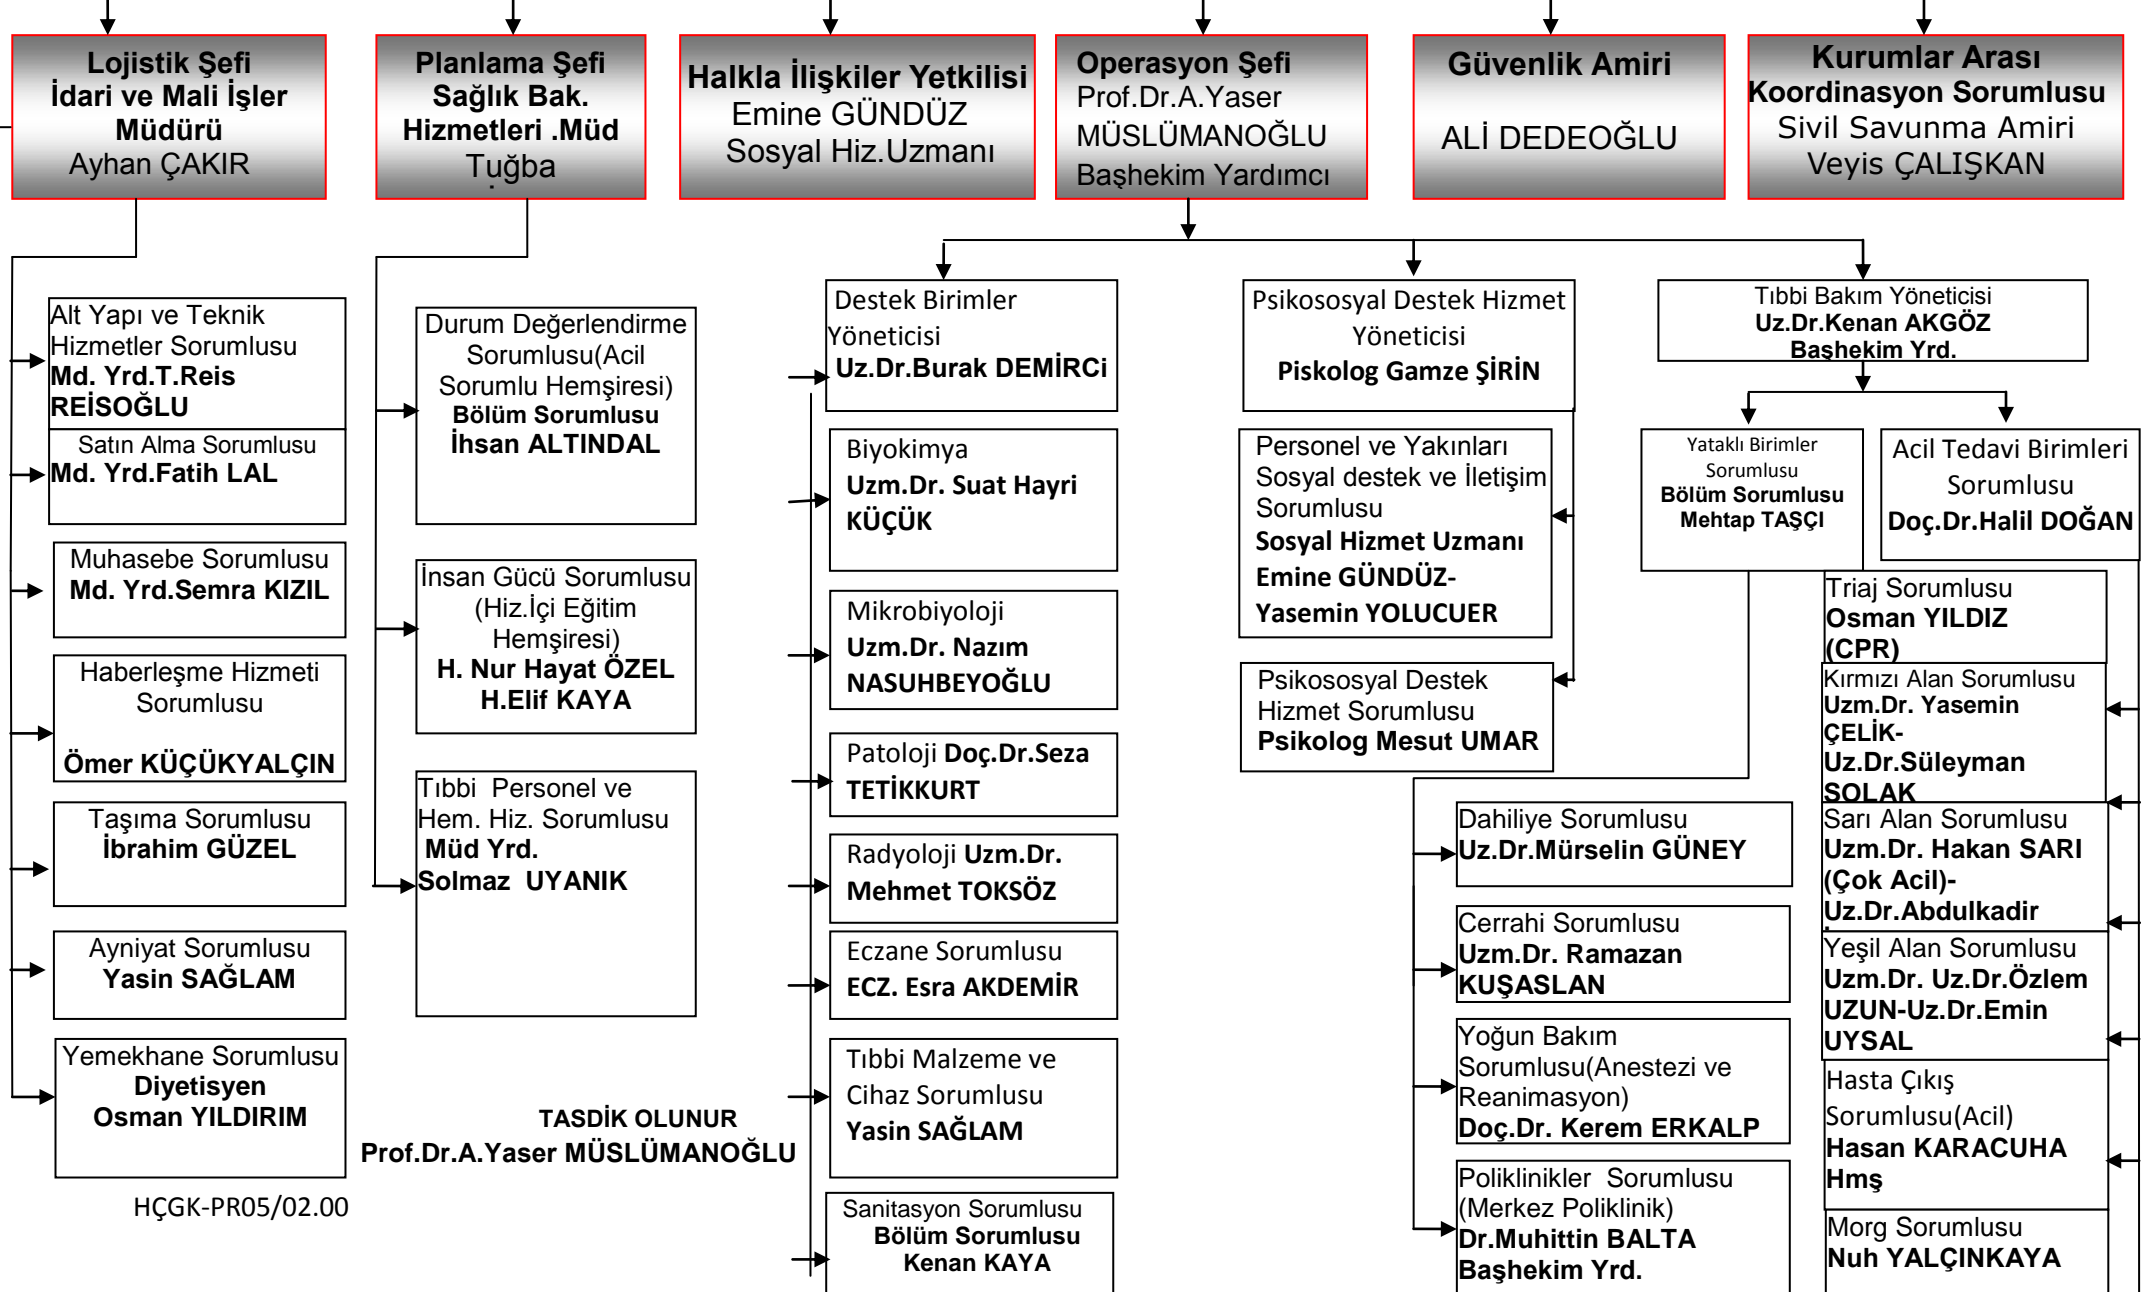 Lojistik Şefi
İdari ve Mali İşler
Müdürü
Ayhan ÇAKIR
Planlama Şefi
Sağlık Bak.
Hizmetleri .Müd
Tuğba
Halkla İlişkiler Yetkilisi
Emine GÜNDÜZ
Sosyal Hiz.Uzmanı
Operasyon Şefi
Prof.Dr.A.Yaser
MÜSLÜMANOĞLU
Başhekim Yardımcı
Güvenlik Amiri
ALİ DEDEOĞLU
Kurumlar Arası
Koordinasyon Sorumlusu
Sivil Savunma Amiri
Veyis ÇALIŞKAN
Alt Yapı ve Teknik
Hizmetler Sorumlusu
Md. Yrd.T.Reis
REİSOĞLU
Satın Alma Sorumlusu
Md. Yrd.Fatih LAL
Muhasebe Sorumlusu
Md. Yrd.Semra KIZIL
Haberleşme Hizmeti
Sorumlusu
Ömer KÜÇÜKYALÇIN
Taşıma Sorumlusu
İbrahim GÜZEL
Ayniyat Sorumlusu
Yasin SAĞLAM
Yemekhane Sorumlusu
Diyetisyen
Osman YILDIRIM
HÇGK-PR05/02.00
Durum Değerlendirme
Sorumlusu(Acil
Sorumlu Hemşiresi)
Bölüm Sorumlusu
İhsan ALTINDAL
İnsan Gücü Sorumlusu
(Hiz.İçi Eğitim
Hemşiresi)
H. Nur Hayat ÖZEL
H.Elif KAYA
Tıbbi Personel ve
Hem. Hiz. Sorumlusu
Müd Yrd.
Solmaz UYANIK
TASDİK OLUNUR
Prof.Dr.A.Yaser MÜSLÜMANOĞLU
Destek Birimler
Yöneticisi
Uz.Dr.Burak DEMİRCi
Biyokimya
Uzm.Dr. Suat Hayri
KÜÇÜK
Mikrobiyoloji
Uzm.Dr. Nazım
NASUHBEYOĞLU
Patoloji Doç.Dr.Seza
TETİKKURT
Radyoloji Uzm.Dr.
Mehmet TOKSÖZ
Eczane Sorumlusu
ECZ. Esra AKDEMİR
Tıbbi Malzeme ve
Cihaz Sorumlusu
Yasin SAĞLAM
Sanitasyon Sorumlusu
Bölüm Sorumlusu
Kenan KAYA
Psikososyal Destek Hizmet
Yöneticisi
Piskolog Gamze ŞİRİN
Personel ve Yakınları
Sosyal destek ve İletişim
Sorumlusu
Sosyal Hizmet Uzmanı
Emine GÜNDÜZ-
Yasemin YOLUCUER
Psikososyal Destek
Hizmet Sorumlusu
Psikolog Mesut UMAR
Tıbbi Bakım Yöneticisi
Uz.Dr.Kenan AKGÖZ
Başhekim Yrd.
Yataklı Birimler
Sorumlusu
Bölüm Sorumlusu
Mehtap TAŞÇI
Acil Tedavi Birimleri
Sorumlusu
Doç.Dr.Halil DOĞAN
Dahiliye Sorumlusu
Uz.Dr.Mürselin GÜNEY
Cerrahi Sorumlusu
Uzm.Dr. Ramazan
KUŞASLAN
Yoğun Bakım
Sorumlusu(Anestezi ve
Reanimasyon)
Doç.Dr. Kerem ERKALP
Poliklinikler Sorumlusu
(Merkez Poliklinik)
Dr.Muhittin BALTA
Başhekim Yrd.
Triaj Sorumlusu
Osman YILDIZ
(CPR)
Kırmızı Alan Sorumlusu
Uzm.Dr. Yasemin
ÇELİK-
Uz.Dr.Süleyman
SOLAK
Sarı Alan Sorumlusu
Uzm.Dr. Hakan SARI
(Çok Acil)-
Uz.Dr.Abdulkadir
Yeşil Alan Sorumlusu
Uzm.Dr. Uz.Dr.Özlem
UZUN-Uz.Dr.Emin
UYSAL
Hasta Çıkış
Sorumlusu(Acil)
Hasan KARACUHA
Hmş
Morg Sorumlusu
Nuh YALÇINKAYA